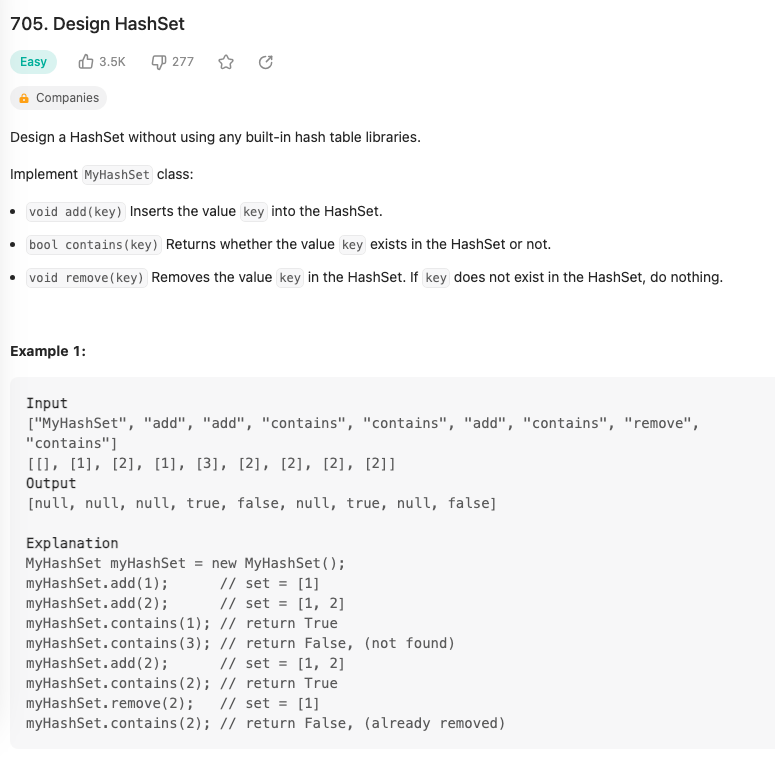 705. Design HashSet
Easy 3.5K 277
Companies
Design a HashSet without using any built-in hash table libraries.
Implement MyHashSet class:
• void add(key) Inserts the value key into the HashSet.
• bool contains(key) Returns whether the value key exists in the HashSet or not.
• void remove(key) Removes the value key in the HashSet. If key does not exist in the HashSet, do nothing.
Example 1:
Input
["MyHashSet", "add", "add", "contains", "contains", "add", "contains", "remove",
"contains"]
[[], [1], [2], [1], [3], [2], [2], [2], [2]]
Output
[null, null, null, true, false, null, true, null, false]
Explanation
MyHashSet myHashSet = new MyHashSet();
myHashSet.add(1);      // set = [1]
myHashSet.add(2);      // set = [1, 2]
myHashSet.contains(1); // return True
myHashSet.contains(3); // return False, (not found)
myHashSet.add(2);      // set = [1, 2]
myHashSet.contains(2); // return True
myHashSet.remove(2);   // set = [1]
myHashSet.contains(2); // return False, (already removed)